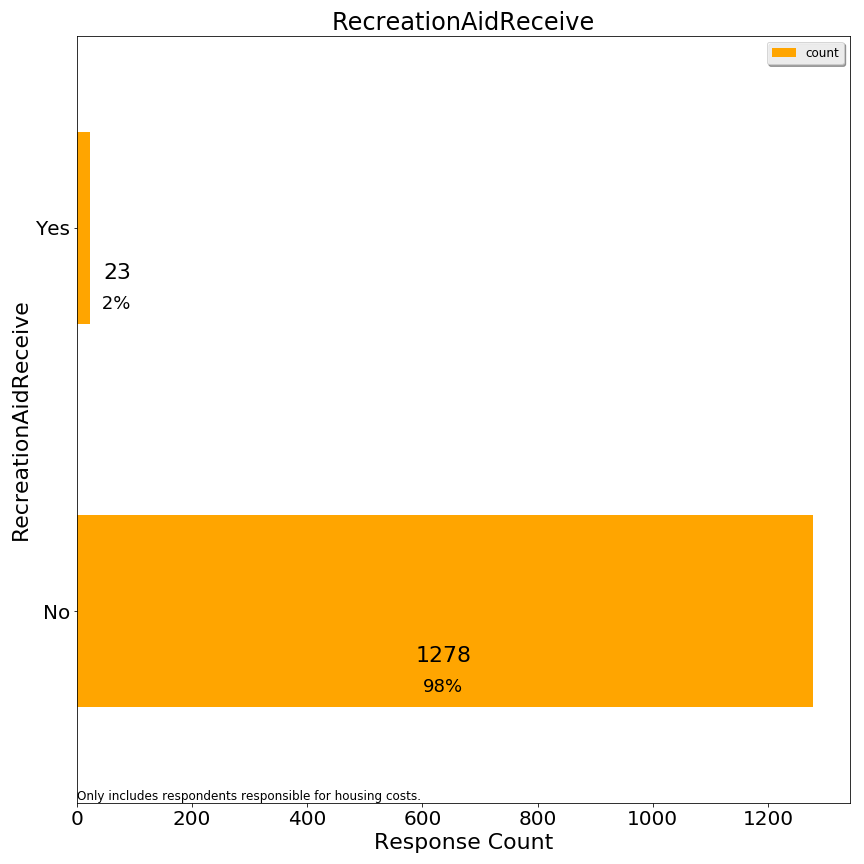 RecreationAidReceive
count
Yes
23
2%
RecreationAidReceive
No
1278
98%
Only includes respondents responsible for housing costs.
0 200 400 600 800 1000 1200
Response Count